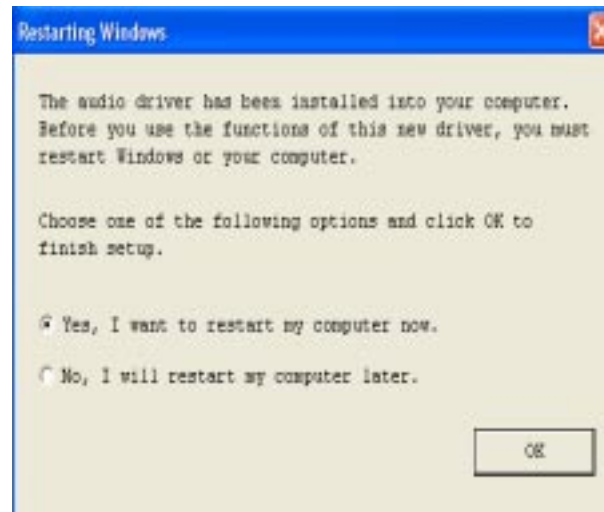 Restarting Windows
The audio driver has been installed into your computer.
Before you use the functions of this new driver, you must
restart Windows or your computer.
Choose one of the following options and click OK to
finish setup.
Yes, I want to restart my computer now.
No, I will restart my computer later.
OK